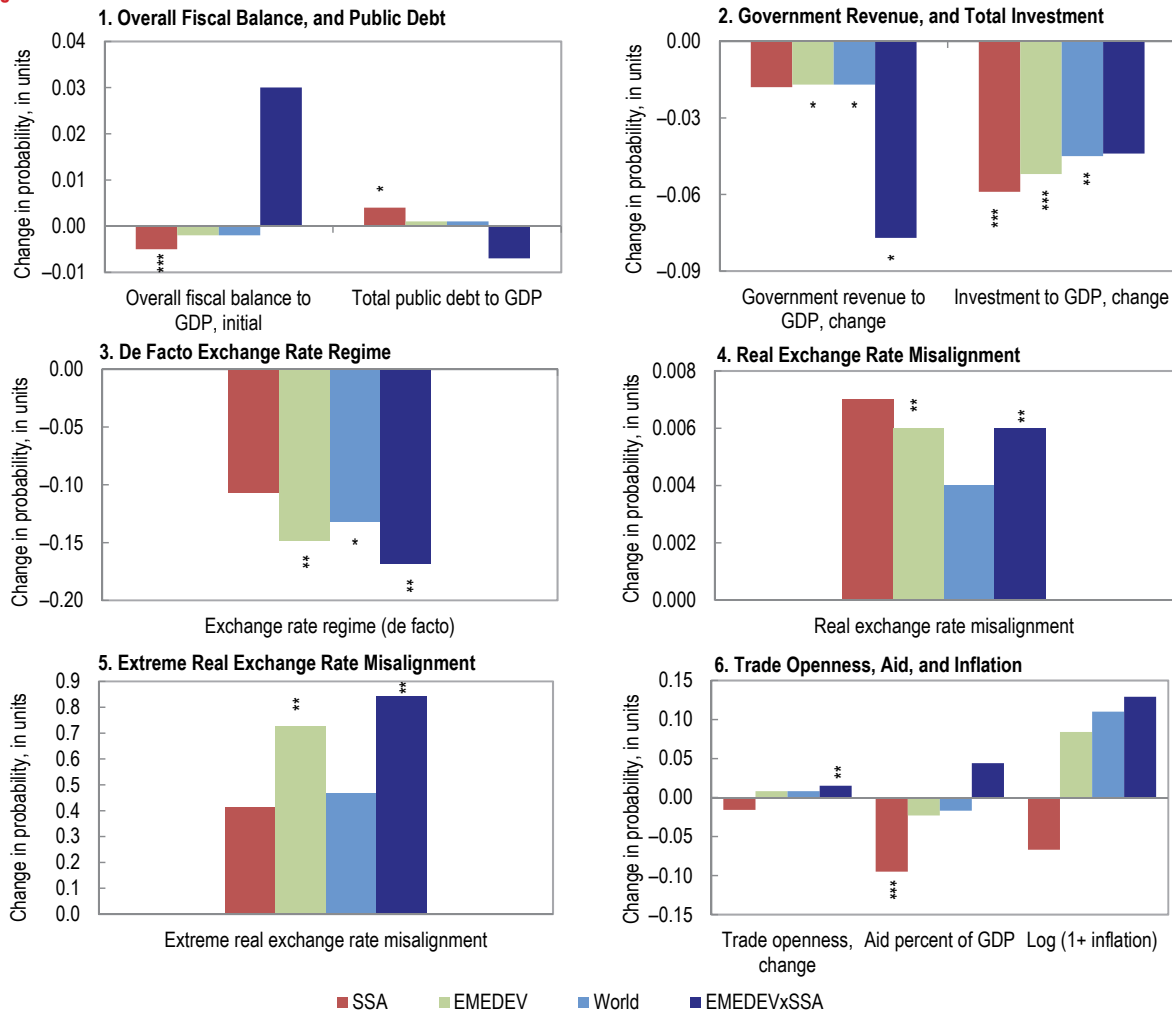 1. Overall Fiscal Balance, and Public Debt
Change in probability, in units
0.04
0.03
0.02
0.01
0.00
–0.01
***
*
Overall fiscal balance to
GDP, initial
Total public debt to GDP
2. Government Revenue, and Total Investment
Change in probability, in units
0.00
–0.03
–0.06
–0.09
*
*
*
***
***
**
Government revenue to
GDP, change
Investment to GDP, change
3. De Facto Exchange Rate Regime
Change in probability, in units
0.00
–0.05
–0.10
–0.15
–0.20
**
*
**
Exchange rate regime (de facto)
4. Real Exchange Rate Misalignment
Change in probability, in units
0.008
0.006
0.004
0.002
0.000
**
**
Real exchange rate misalignment
5. Extreme Real Exchange Rate Misalignment
Change in probability, in units
0.9
0.8
0.7
0.6
0.5
0.4
0.3
0.2
0.1
0.0
**
**
Extreme real exchange rate misalignment
6. Trade Openness, Aid, and Inflation
Change in probability, in units
0.15
0.10
0.05
0.00
–0.05
–0.10
–0.15
**
***
Trade openness,
change
Aid percent of GDP
Log (1+ inflation)
SSA
EMEDEV
World
EMEDEVxSSA